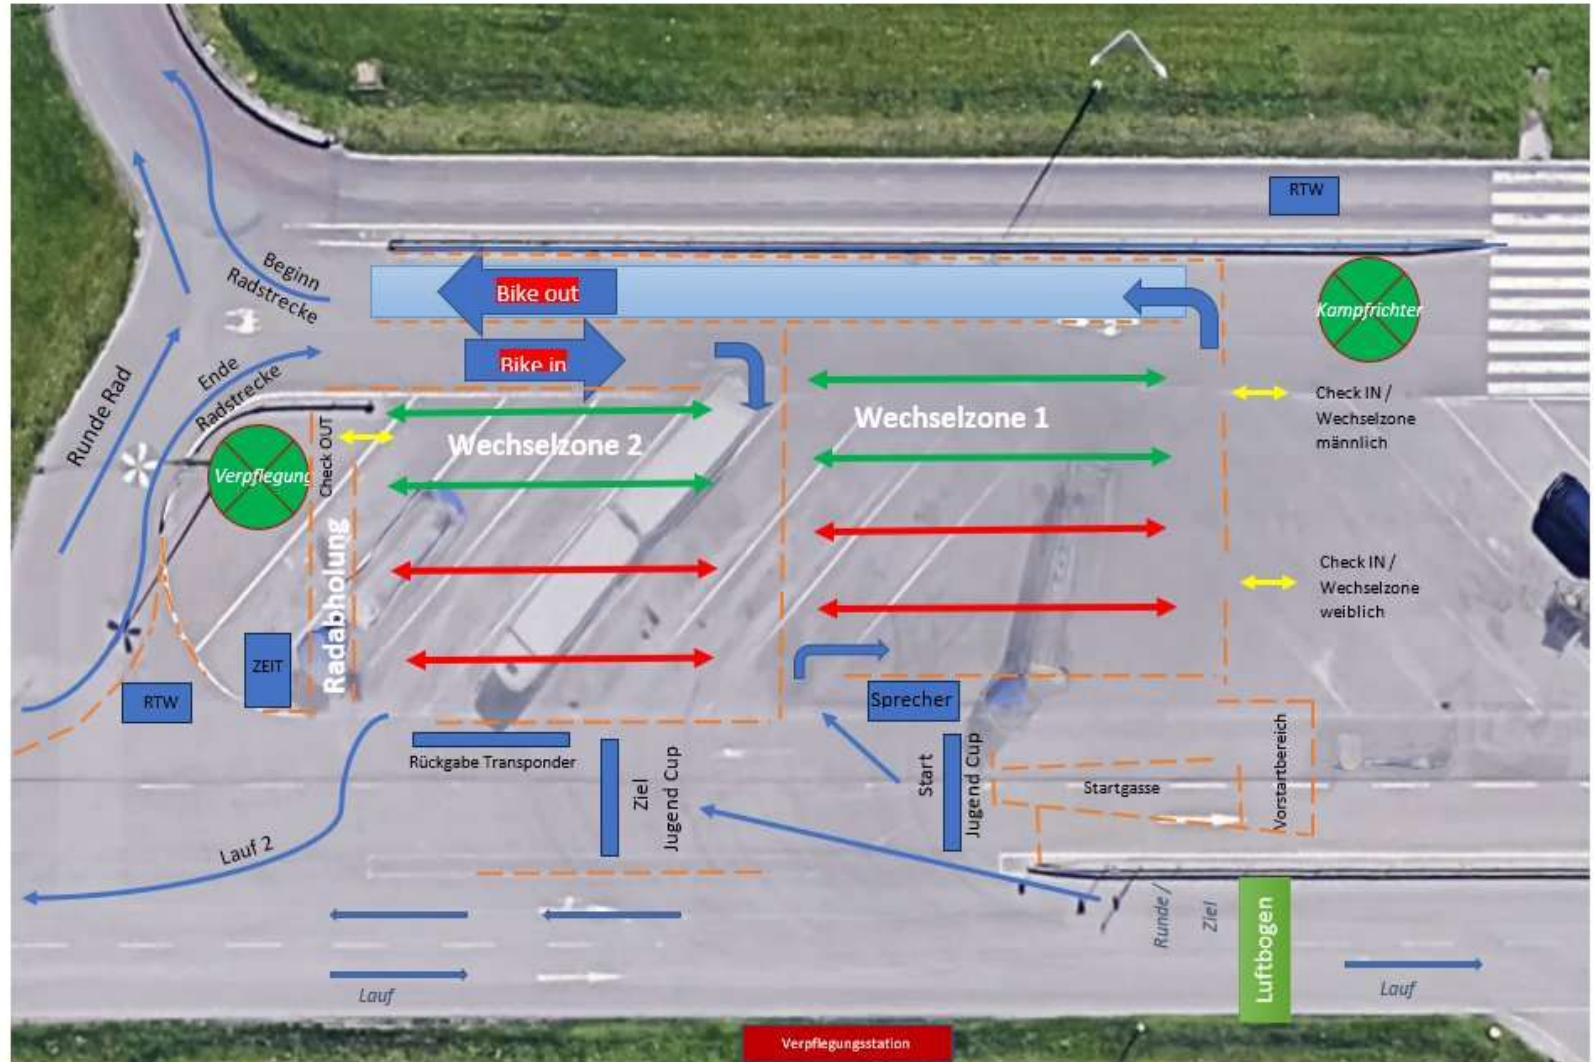 RTW
Beginn
Radstrecke
Bike out
Kampfrichter
Bike in
Ende
Radstrecke
Runde Rad
Check IN /
Wechselzone
männlich
Wechselzone 1
Wechselzone 2
Check OUT
Verpflegung
Radabholung
Check IN /
Wechselzone
weiblich
ZEIT
RTW
Sprecher
Rückgabe Transponder
Ziel
Jugend Cup
Start
Jugend Cup
Startgasse
Vorstartbereich
Lauf 2
Runde /
Ziel
Luftbogen
Lauf
Lauf
Verpflegungsstation